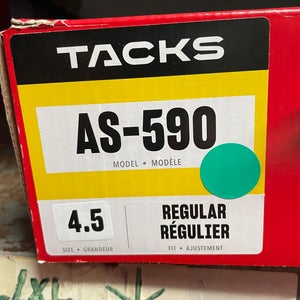 TACKS
AS-590
MODEL • MODÈLE
4.5
SIZE • GRANDEUR
REGULAR
RÉGULIER
FIT • AJUSTEMENT